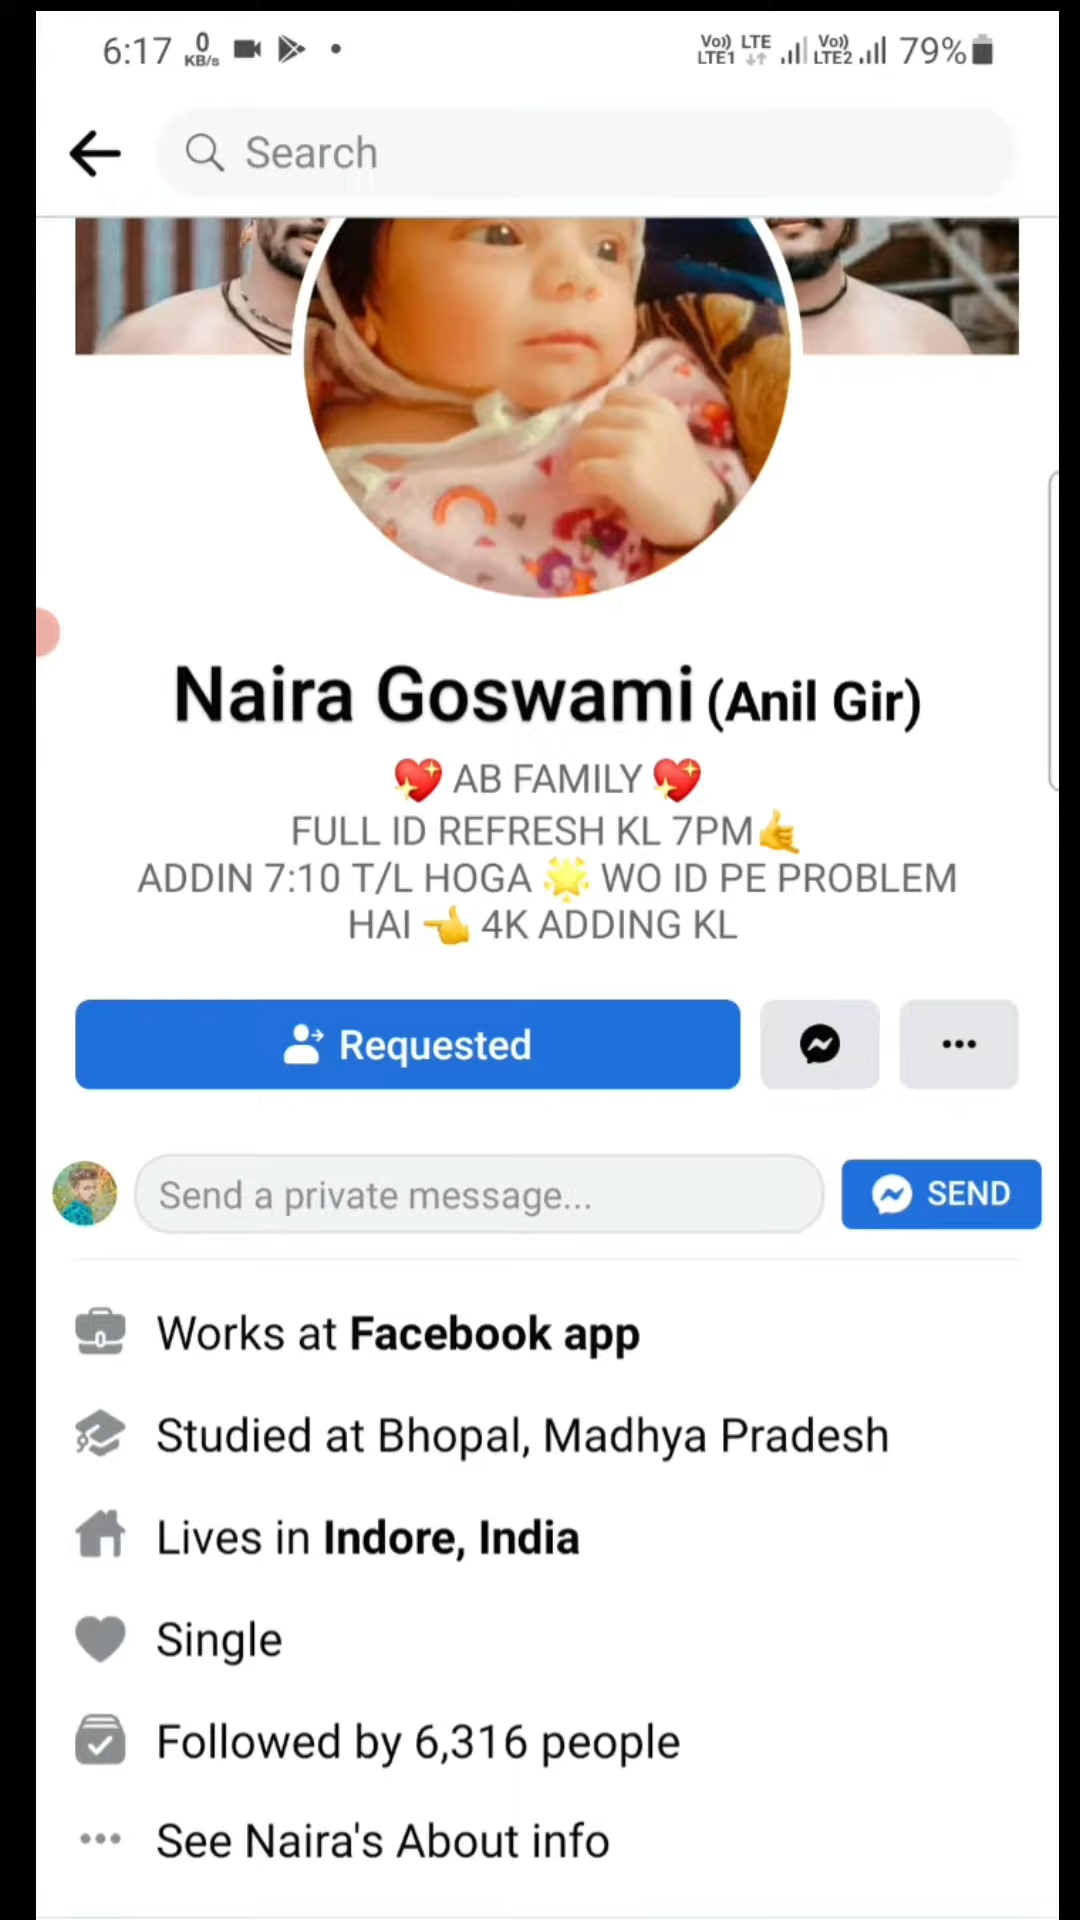 6:17 0 KB/s Vo)) LTE LTE1 Vo)) LTE2 79%
Search
Naira Goswami (Anil Gir)
💖 AB FAMILY 💖
FULL ID REFRESH KL 7PM🤙
ADDIN 7:10 T/L HOGA 🌟 WO ID PE PROBLEM
HAI 👈 4K ADDING KL
Requested
Send a private message...
SEND
Works at Facebook app
Studied at Bhopal, Madhya Pradesh
Lives in Indore, India
Single
Followed by 6,316 people
See Naira's About info